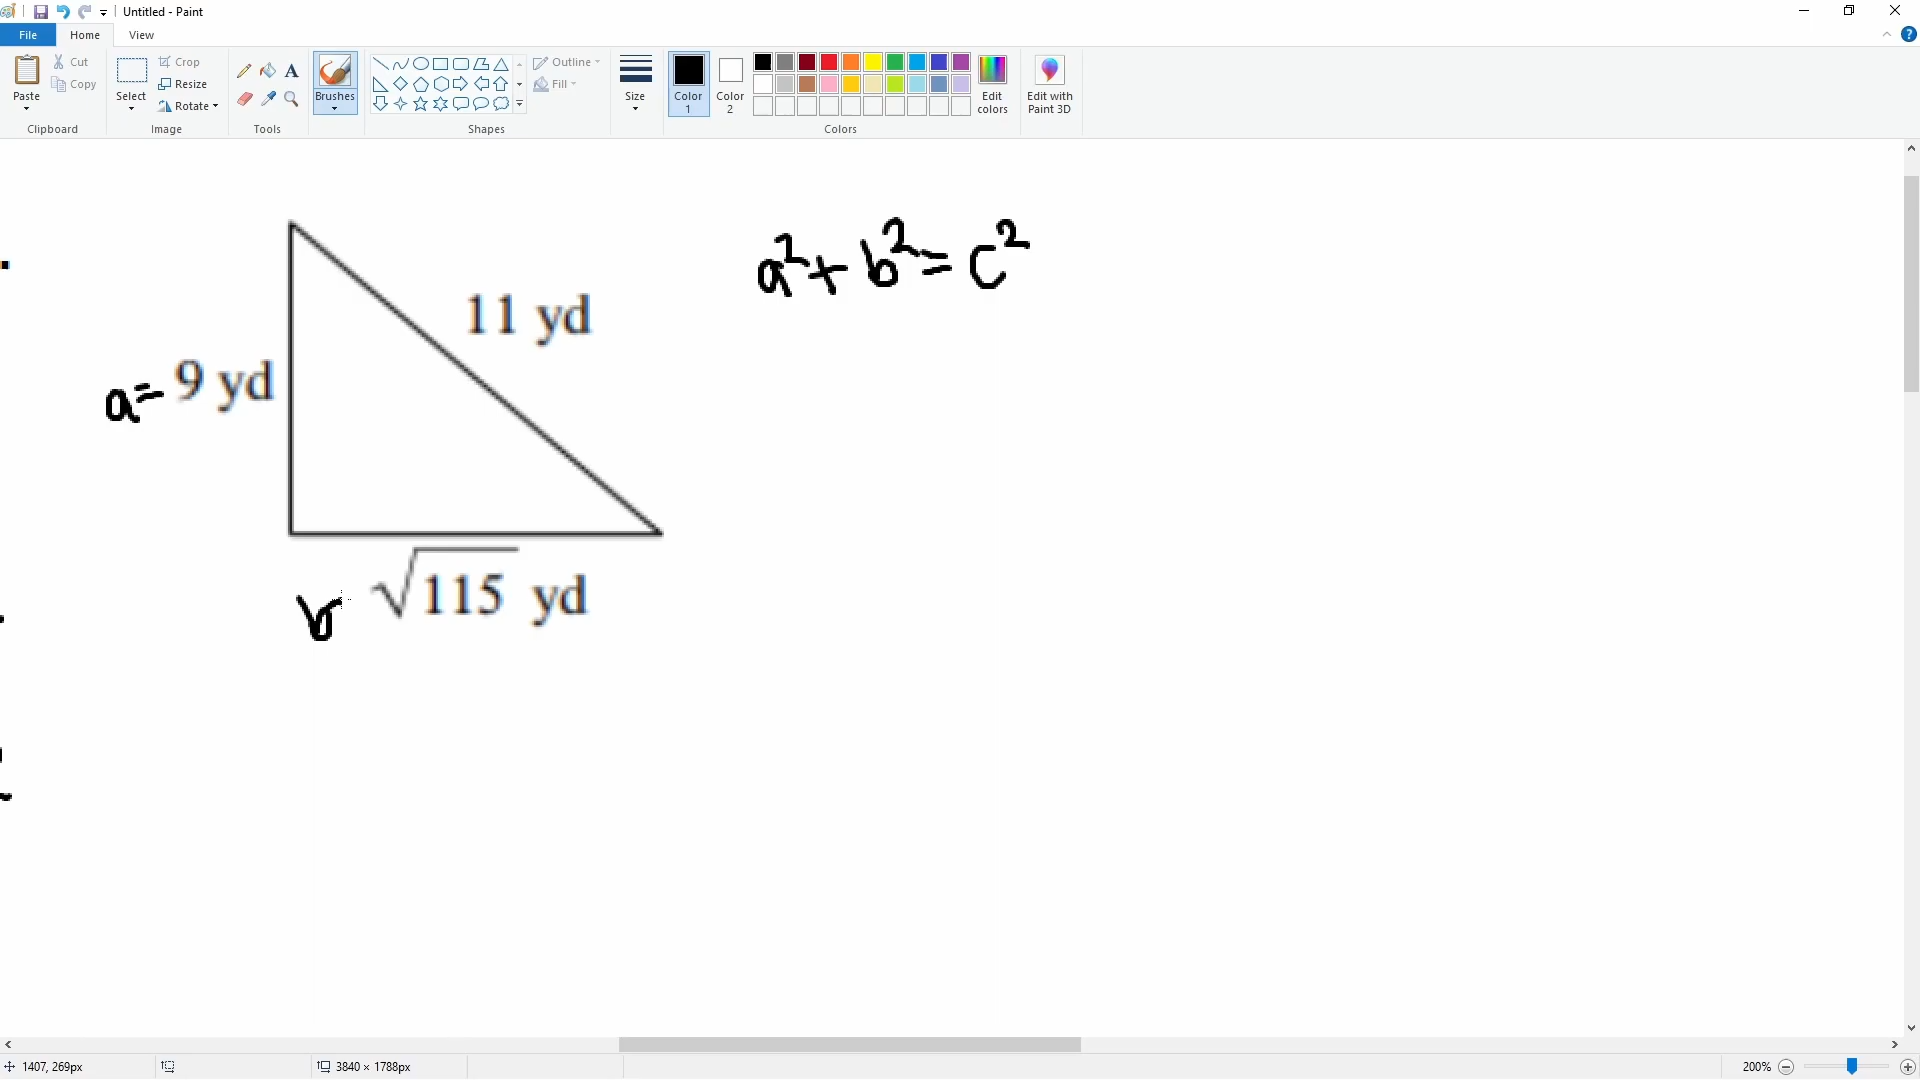 Untitled - Paint
File Home View
Paste Cut Copy Clipboard
Select Crop Resize Rotate Image
A Tools
Brushes
Outline Fill Shapes
Size
Color 1 Color 2 Edit colors Colors
Edit with Paint 3D
a² + b² = c²
11 yd
a= 9 yd
b √115 yd
1407, 269px 3840 × 1788px 200%